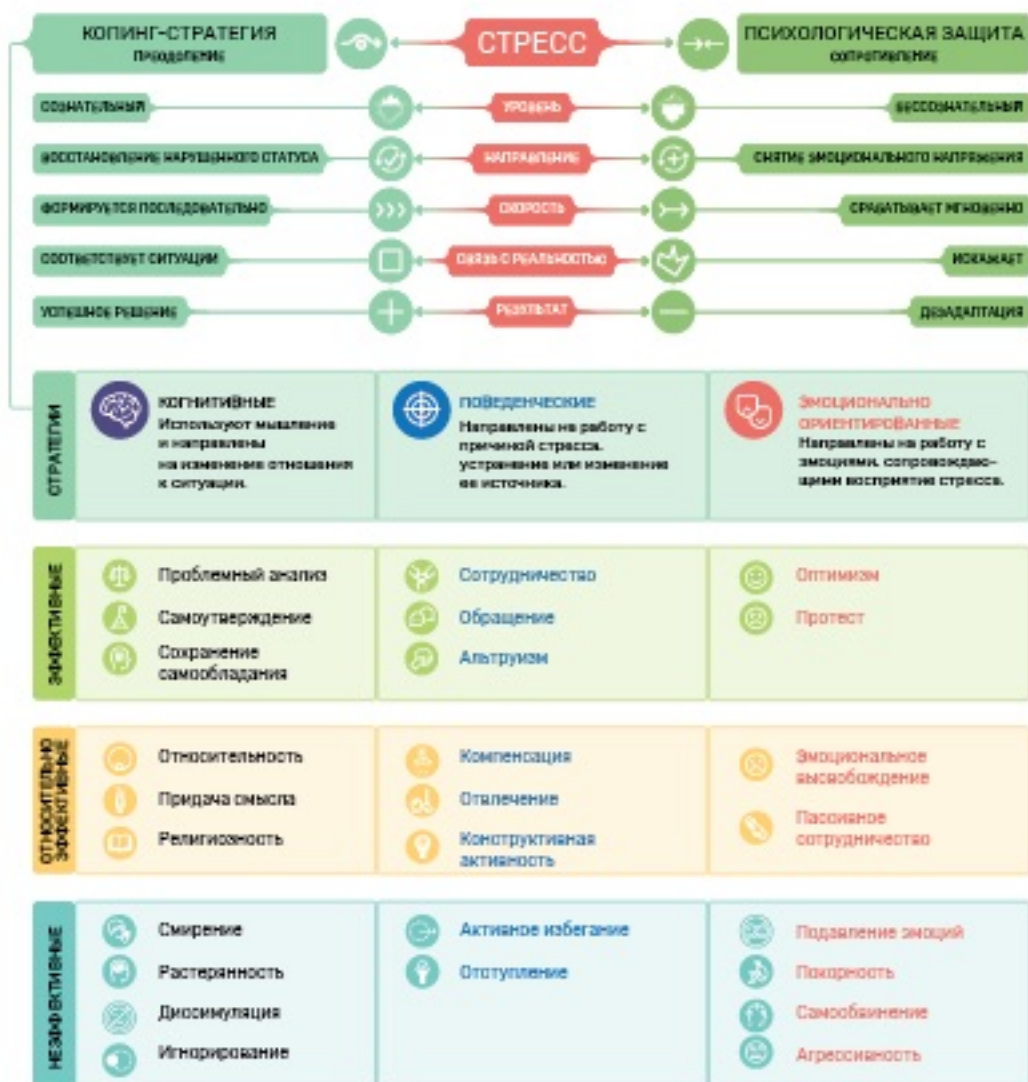 КОПИНГ-СТРАТЕГИЯ
ПРЕОДОЛЕНИЕ
СТРЕСС
ПСИХОЛОГИЧЕСКАЯ ЗАЩИТА
СОПРОТИВЛЕНИЕ
СОЗНАТЕЛЬНЫЙ
УРОВЕНЬ
БЕССОЗНАТЕЛЬНЫЙ
ВОССТАНОВЛЕНИЕ НАРУШЕННОГО СТАТУСА
НАПРАВЛЕНИЕ
СНЯТИЕ ЭМОЦИОНАЛЬНОГО НАПРЯЖЕНИЯ
ФОРМИРУЕТСЯ ПОСЛЕДОВАТЕЛЬНО
СКОРОСТЬ
СРАБАТЫВАЕТ МГНОВЕННО
СООТВЕТСТВУЕТ СИТУАЦИИ
СВЯЗЬ С РЕАЛЬНОСТЬЮ
ИСКАЖАЕТ
УСПЕШНОЕ РЕШЕНИЕ
РЕЗУЛЬТАТ
ДЕЗАДАПТАЦИЯ
СТРАТЕГИИ
КОГНИТИВНЫЕ
Используют мышление
и направлены
на изменение отношения
к ситуации.
ПОВЕДЕНЧЕСКИЕ
Направлены на работу с
причиной стресса,
устранение или изменение
ее источника.
ЭМОЦИОНАЛЬНО
ОРИЕНТИРОВАННЫЕ
Направлены на работу с
эмоциями, сопровождаю-
щими восприятие стресса.
ЭФФЕКТИВНЫЕ
Проблемный анализ
Самоутверждение
Сохранение
самообладания
Сотрудничество
Обращение
Альтруизм
Оптимизм
Протест
ОТНОСИТЕЛЬНО
ЭФФЕКТИВНЫЕ
Относительность
Придача смысла
Религиозность
Компенсация
Отвлечение
Конструктивная
активность
Эмоциональное
высвобождение
Пассивное
сотрудничество
НЕЭФФЕКТИВНЫЕ
Смирение
Растерянность
Диссимуляция
Игнорирование
Активное избегание
Отступление
Подавление эмоций
Покорность
Самообвинение
Агрессивность